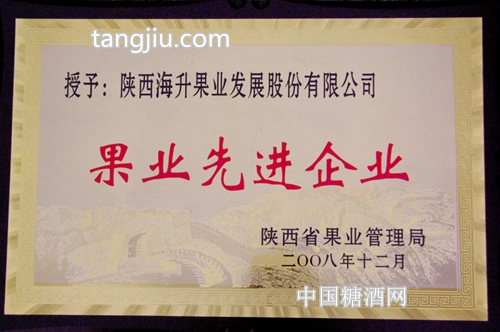 tangjiu.com
授予：陕西海升果业发展股份有限公司
果业先进企业
陕西省果业管理局
二〇〇八年十二月
中国糖酒网